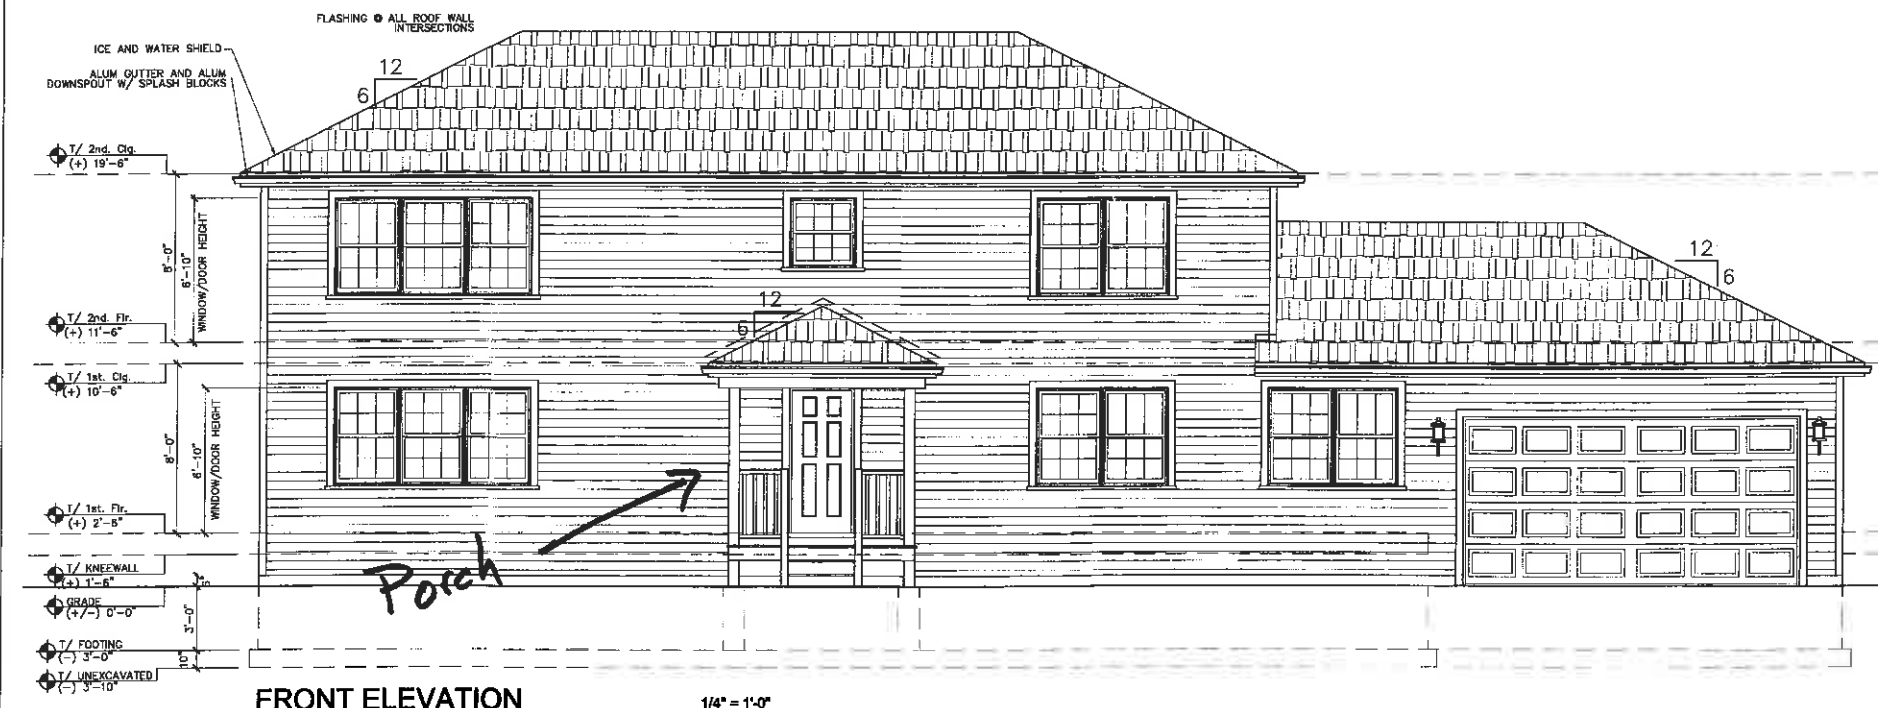 FLASHING @ ALL ROOF WALL
INTERSECTIONS
ICE AND WATER SHIELD
ALUM GUTTER AND ALUM
DOWNSPOUT W/ SPLASH BLOCKS
12
6
T/ 2nd. Clg.
(+) 19'-6"
8'-0"
6'-10"
WINDOW/DOOR HEIGHT
12
6
12
6
T/ 2nd. Flr.
(+) 11'-6"
T/ 1st. Clg.
(+) 10'-6"
8'-0"
6'-10"
WINDOW/DOOR HEIGHT
T/ 1st. Flr.
(+) 2'-6"
Porch
T/ KNEEWALL
(+) 1'-6"
GRADE
(+/-) 0'-0"
3'-0"
T/ FOOTING
(-) 3'-0"
10"
T/ UNEXCAVATED
(-) 3'-10"
FRONT ELEVATION
1/4" = 1'-0"